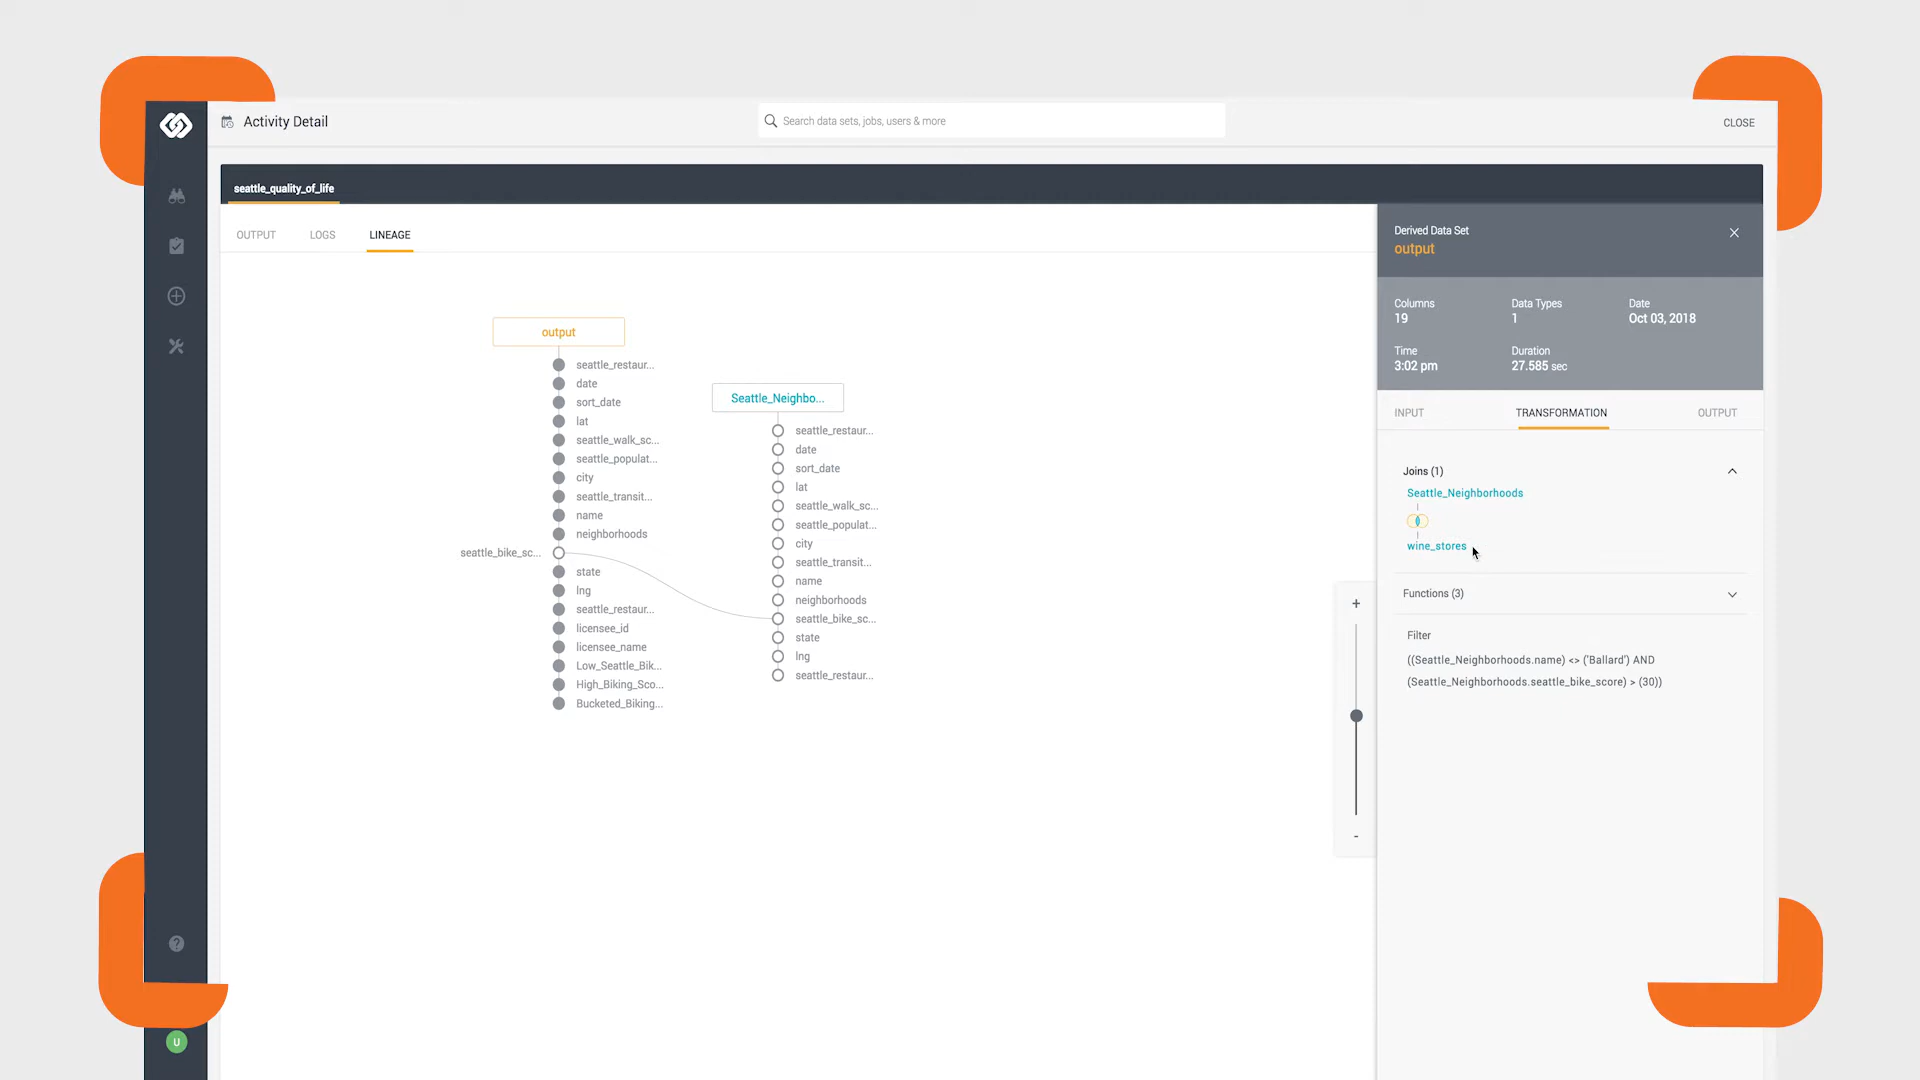 Activity Detail
Search data sets, jobs, users & more
CLOSE
seattle_quality_of_life
OUTPUT
LOGS
LINEAGE
output
seattle_restaur...
date
sort_date
lat
seattle_walk_sc...
seattle_populat...
city
seattle_transit...
name
neighborhoods
seattle_bike_sc...
state
lng
seattle_restaur...
licensee_id
licensee_name
Low_Seattle_Bik...
High_Biking_Sco...
Bucketed_Biking...
Seattle_Neighbo...
seattle_restaur...
date
sort_date
lat
seattle_walk_sc...
seattle_populat...
city
seattle_transit...
name
neighborhoods
seattle_bike_sc...
state
lng
seattle_restaur...
+
-
Derived Data Set
output
Columns
19
Data Types
1
Date
Oct 03, 2018
Time
3:02 pm
Duration
27.585 sec
INPUT
TRANSFORMATION
OUTPUT
Joins (1)
Seattle_Neighborhoods
wine_stores
Functions (3)
Filter
((Seattle_Neighborhoods.name) <> ('Ballard') AND
(Seattle_Neighborhoods.seattle_bike_score) > (30))
?
U